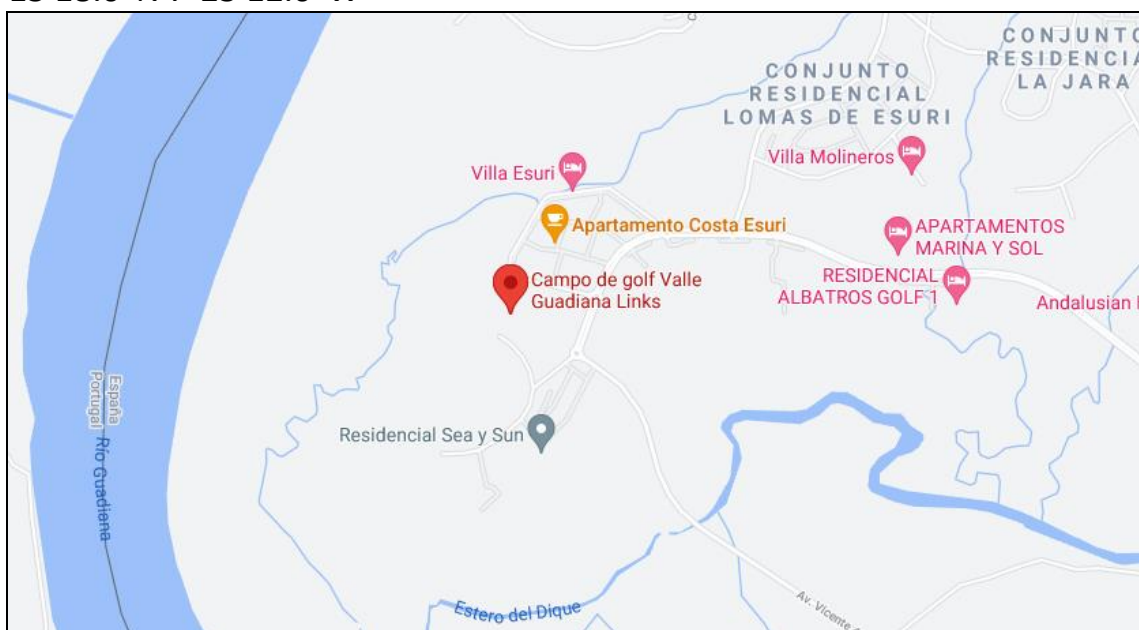 CONJUNTO
RESIDENCIAL
LOMAS DE ESURI
CONJUNTO
RESIDENCIA
LA JARA
Villa Molineros
Villa Esuri
Apartamento Costa Esuri
APARTAMENTOS
MARINA Y SOL
Campo de golf Valle
Guadiana Links
RESIDENCIAL
ALBATROS GOLF 1
Andalusian
España
Portugal
Río Guadiana
Residencial Sea y Sun
Estero del Dique
Av. Vicente